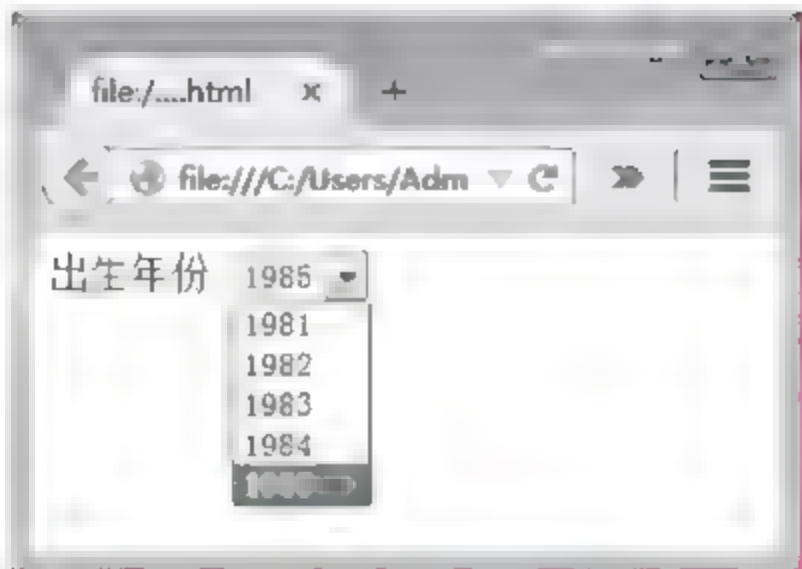 file:/....html x +
file:///C:/Users/Adm
出生年份 1985
1981
1982
1983
1984